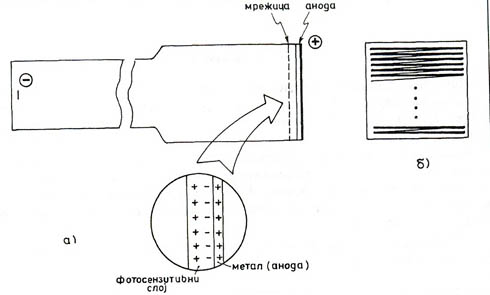 мрежица анода
+
−
б)
+ − +
+ − +
+ − +
+ − +
+ − +
+ − +
а)
метал (анода)
фотосензитивни
слој